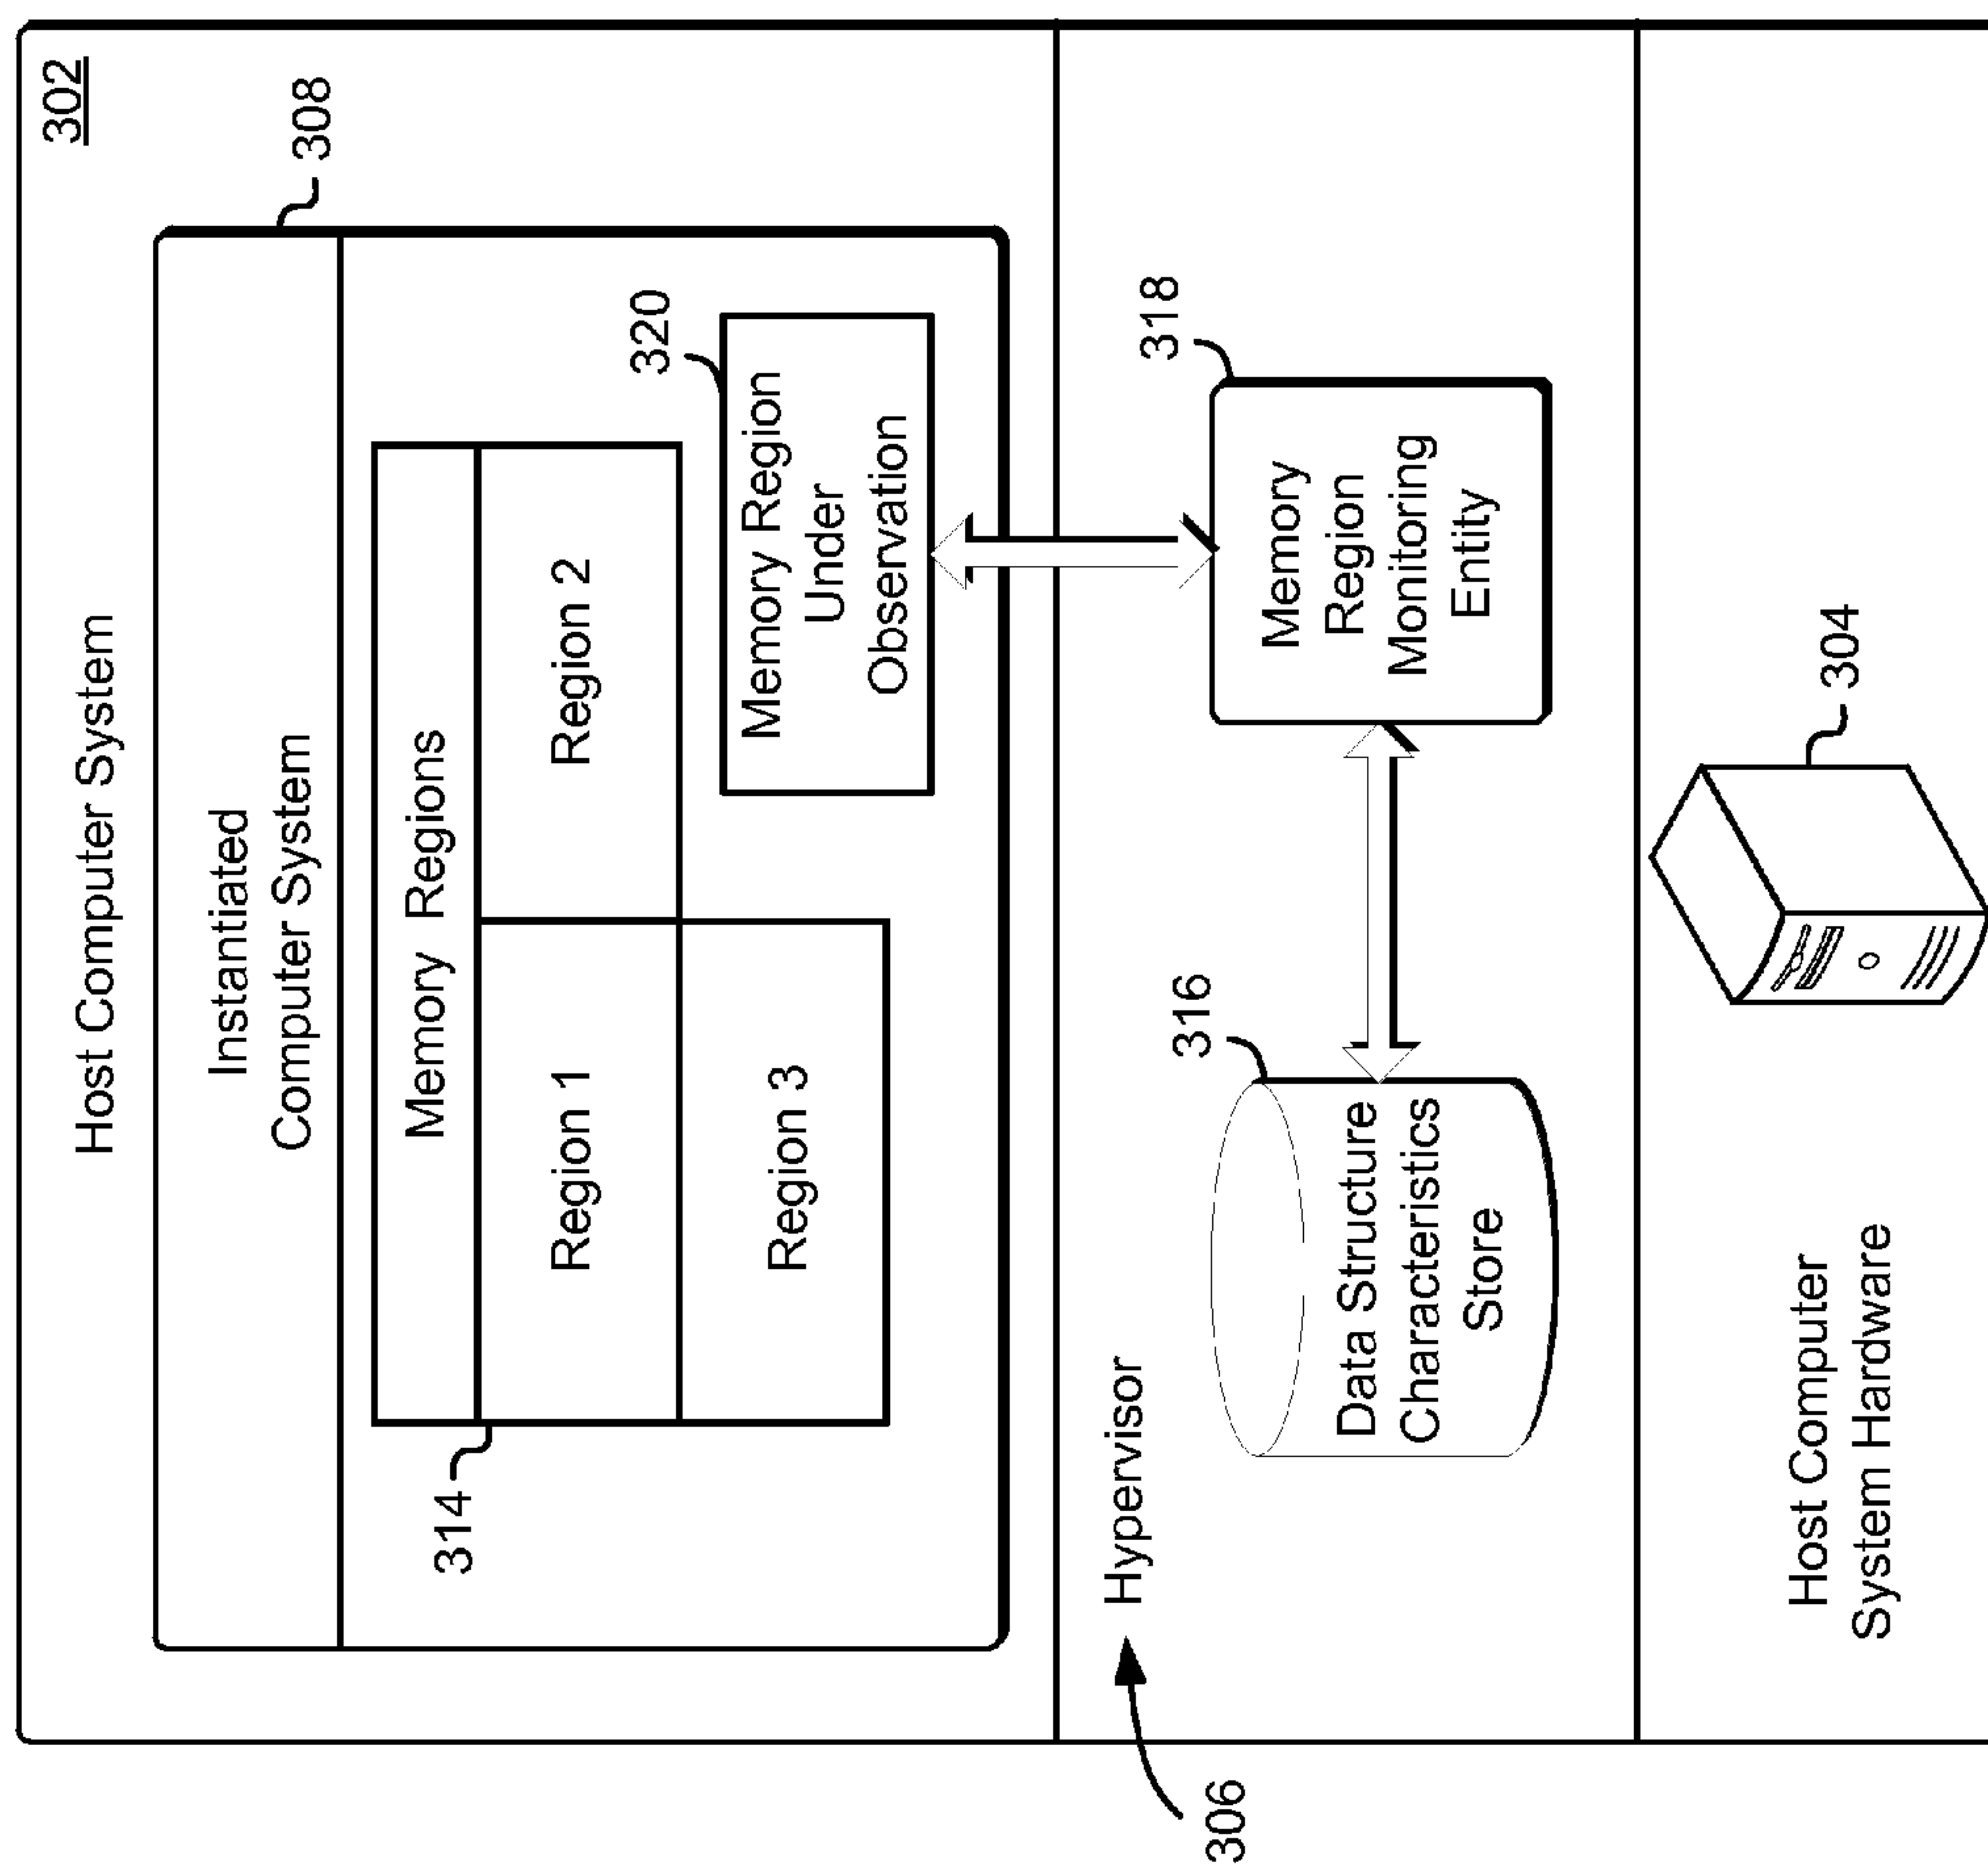 302
Host Computer System
308
Instantiated
Computer System
Memory Regions
314
Region 1
Region 2
Region 3
320
Memory Region
Under
Observation
306
Hypervisor
316
Data Structure
Characteristics
Store
318
Memory
Region
Monitoring
Entity
Host Computer
System Hardware
304